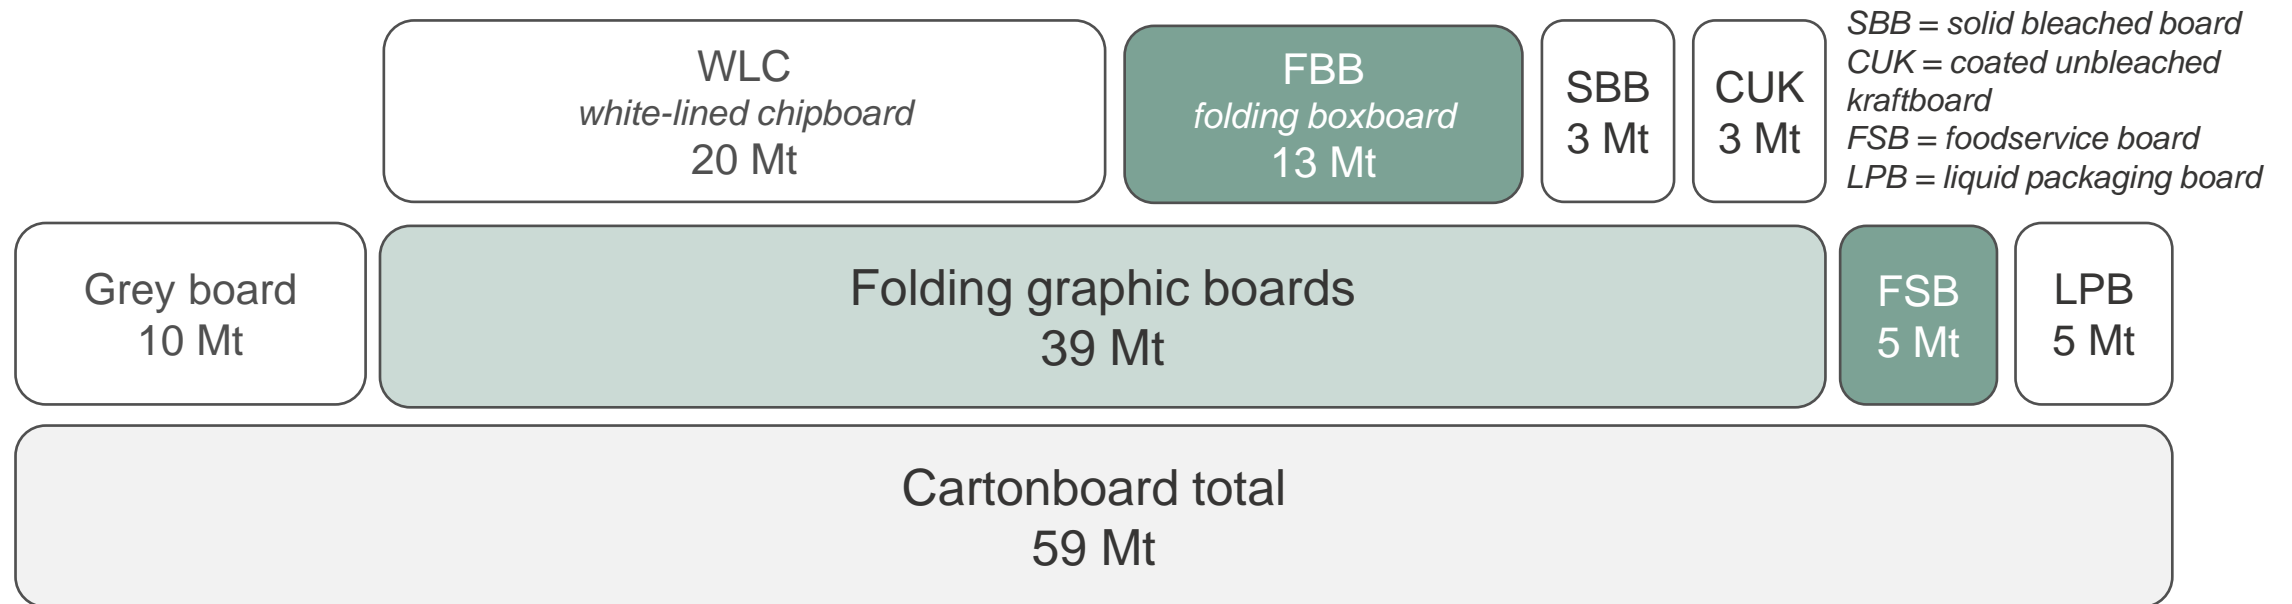 WLC
white-lined chipboard
20 Mt
FBB
folding boxboard
13 Mt
SBB
3 Mt
CUK
3 Mt
SBB = solid bleached board
CUK = coated unbleached
kraftboard
FSB = foodservice board
LPB = liquid packaging board
Grey board
10 Mt
Folding graphic boards
39 Mt
FSB
5 Mt
LPB
5 Mt
Cartonboard total
59 Mt